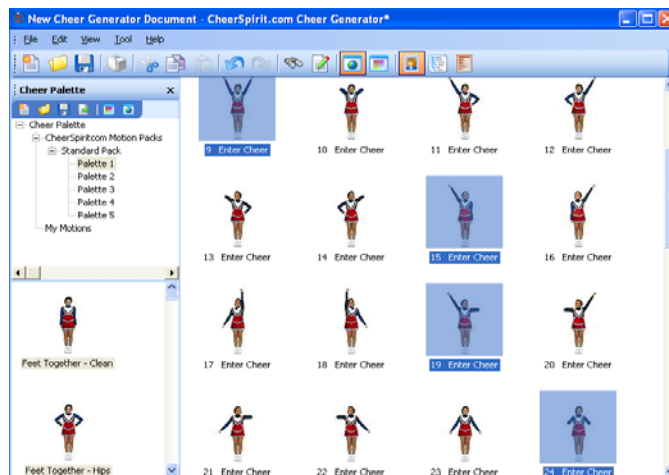 New Cheer Generator Document - CheerSpirit.com Cheer Generator*
File Edit View Tool Help
Cheer Palette x
Cheer Palette
CheerSpiritcom Motion Packs
Standard Pack
Palette 1
Palette 2
Palette 3
Palette 4
Palette 5
My Motions
Feet Together - Clean
Feet Together - Hips
9 Enter Cheer
10 Enter Cheer
11 Enter Cheer
12 Enter Cheer
13 Enter Cheer
14 Enter Cheer
15 Enter Cheer
16 Enter Cheer
17 Enter Cheer
18 Enter Cheer
19 Enter Cheer
20 Enter Cheer
21 Enter Cheer
22 Enter Cheer
23 Enter Cheer
24 Enter Cheer